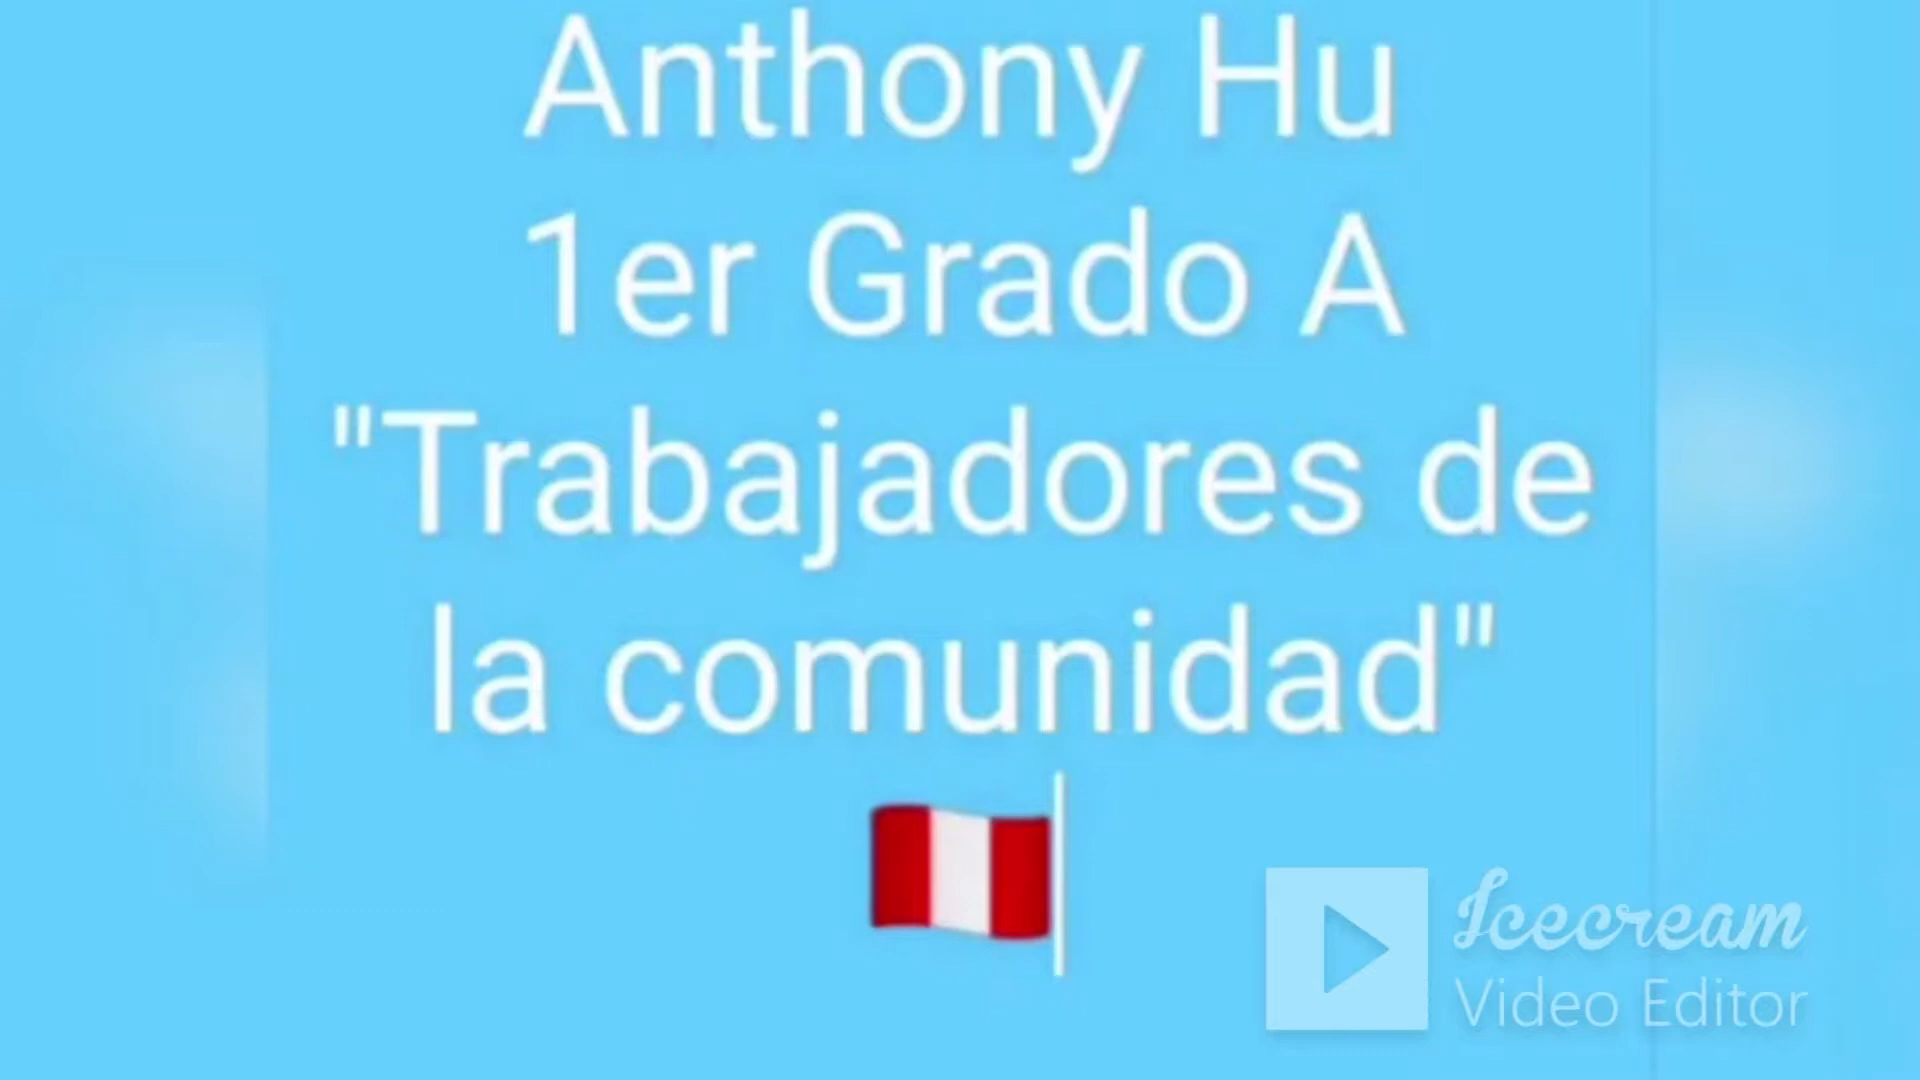 Anthony Hu
1er Grado A
"Trabajadores de
la comunidad"
🇵🇪
Icecream
Video Editor